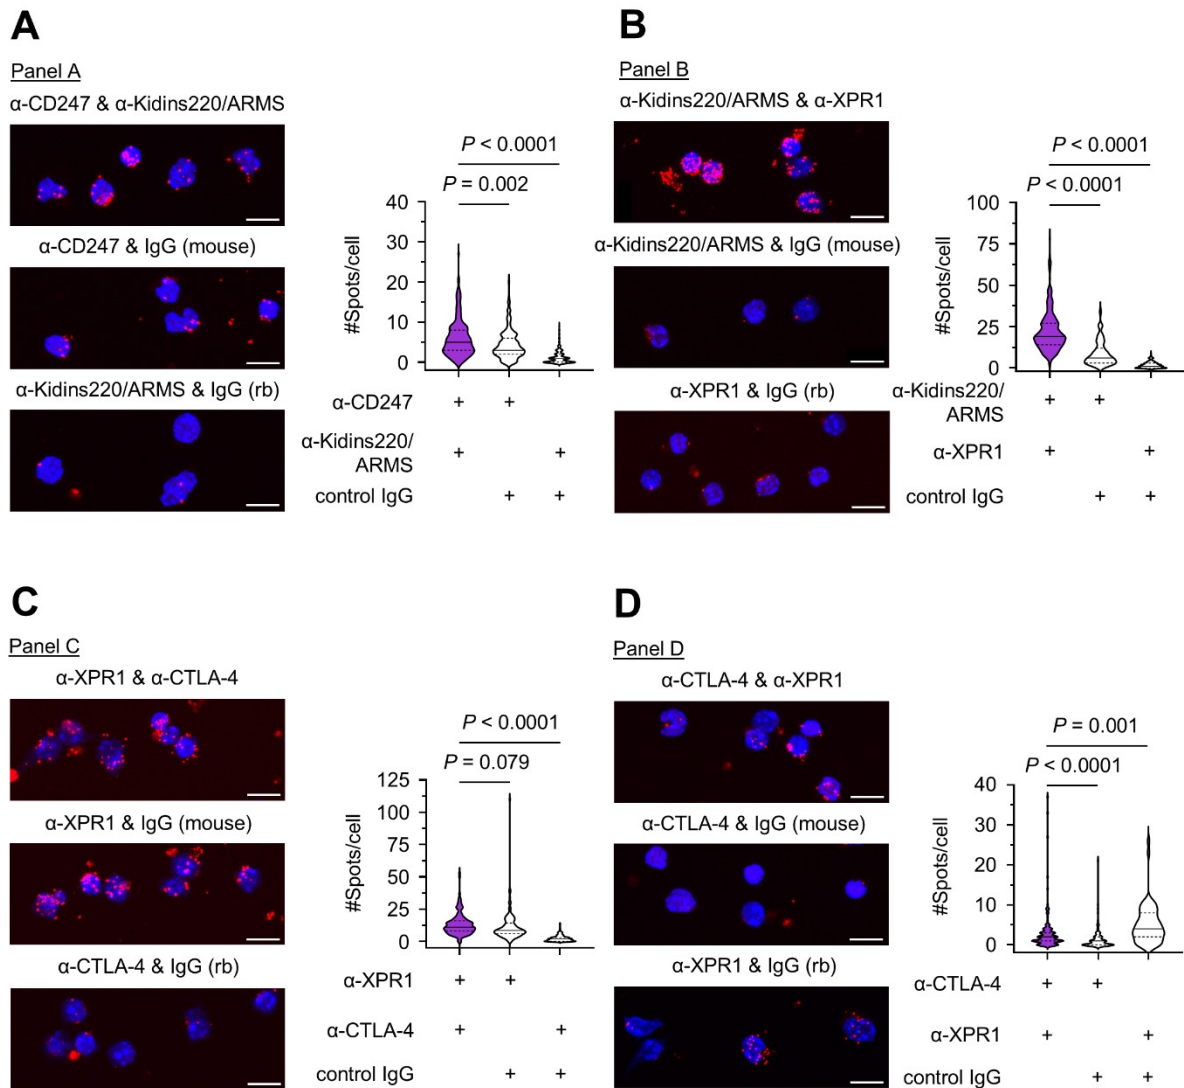 A
Panel A
α-CD247 & α-Kidins220/ARMS
α-CD247 & IgG (mouse)
α-Kidins220/ARMS & IgG (rb)
P < 0.0001
P = 0.002
40
30
20
10
0
#Spots/cell
α-CD247 + +
α-Kidins220/
ARMS + +
control IgG + +
B
Panel B
α-Kidins220/ARMS & α-XPR1
α-Kidins220/ARMS & IgG (mouse)
α-XPR1 & IgG (rb)
P < 0.0001
P < 0.0001
100
75
50
25
0
#Spots/cell
α-Kidins220/
ARMS + +
α-XPR1 + +
control IgG + +
C
Panel C
α-XPR1 & α-CTLA-4
α-XPR1 & IgG (mouse)
α-CTLA-4 & IgG (rb)
P < 0.0001
P = 0.079
125
100
75
50
25
0
#Spots/cell
α-XPR1 + +
α-CTLA-4 + +
control IgG + +
D
Panel D
α-CTLA-4 & α-XPR1
α-CTLA-4 & IgG (mouse)
α-XPR1 & IgG (rb)
P = 0.001
P < 0.0001
40
30
20
10
0
#Spots/cell
α-CTLA-4 + +
α-XPR1 + +
control IgG + +